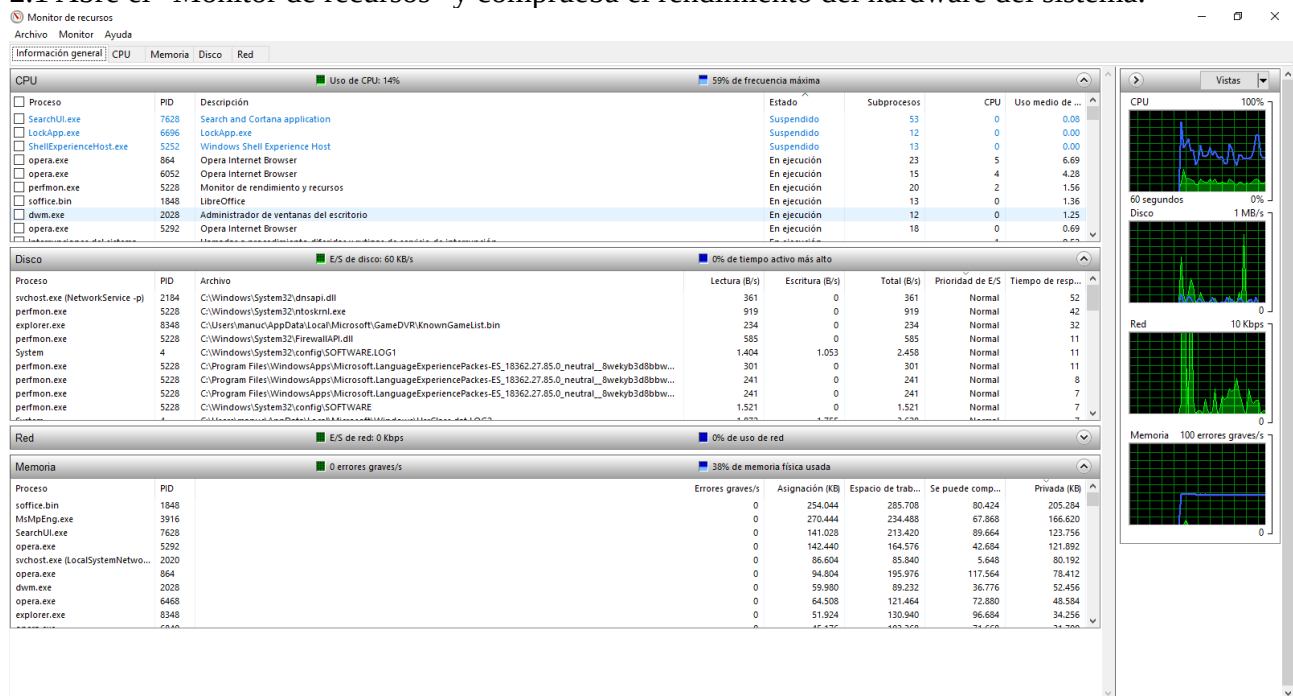 2.1 Abre el "Monitor de recursos" y comprueba el rendimiento del hardware del sistema.
Monitor de recursos
Archivo Monitor Ayuda
Información general CPU Memoria Disco Red
CPU Uso de CPU: 14% 59% de frecuencia máxima
Proceso PID Descripción Estado Subprocesos CPU Uso medio de ...
SearchUI.exe 7628 Search and Cortana application Suspendido 53 0 0.08
LockApp.exe 6696 LockApp.exe Suspendido 12 0 0.00
ShellExperienceHost.exe 5252 Windows Shell Experience Host Suspendido 13 0 0.00
opera.exe 864 Opera Internet Browser En ejecución 23 5 6.69
opera.exe 6052 Opera Internet Browser En ejecución 15 4 4.28
perfmon.exe 5228 Monitor de rendimiento y recursos En ejecución 20 2 1.56
soffice.bin 1848 LibreOffice En ejecución 13 0 1.36
dwm.exe 2028 Administrador de ventanas del escritorio En ejecución 12 0 1.25
opera.exe 5292 Opera Internet Browser En ejecución 18 0 0.69
Disco E/S de disco: 60 KB/s 0% de tiempo activo más alto
Proceso PID Archivo Lectura (B/s) Escritura (B/s) Total (B/s) Prioridad de E/S Tiempo de resp...
svchost.exe (NetworkService -p) 2184 C:\Windows\System32\dnsapi.dll 361 0 361 Normal 52
perfmon.exe 5228 C:\Windows\System32\ntoskrnl.exe 919 0 919 Normal 42
explorer.exe 8348 C:\Users\manuc\AppData\Local\Microsoft\GameDVR\KnownGameList.bin 234 0 234 Normal 32
perfmon.exe 5228 C:\Windows\System32\FirewallAPI.dll 585 0 585 Normal 11
System 4 C:\Windows\System32\config\SOFTWARE.LOG1 1.404 1.053 2.458 Normal 11
perfmon.exe 5228 C:\Program Files\WindowsApps\Microsoft.LanguageExperiencePackes-ES_18362.27.85.0_neutral__8wekyb3d8bbw... 301 0 301 Normal 11
perfmon.exe 5228 C:\Program Files\WindowsApps\Microsoft.LanguageExperiencePackes-ES_18362.27.85.0_neutral__8wekyb3d8bbw... 241 0 241 Normal 8
perfmon.exe 5228 C:\Program Files\WindowsApps\Microsoft.LanguageExperiencePackes-ES_18362.27.85.0_neutral__8wekyb3d8bbw... 241 0 241 Normal 7
perfmon.exe 5228 C:\Windows\System32\config\SOFTWARE 1.521 0 1.521 Normal 7
Red E/S de red: 0 Kbps 0% de uso de red
Memoria 0 errores graves/s 38% de memoria física usada
Proceso PID Errores graves/s Asignación (KB) Espacio de trab... Se puede comp... Privada (KB)
soffice.bin 1848 0 254.044 285.708 80.424 205.284
MsMpEng.exe 3916 0 270.444 234.488 67.868 166.620
SearchUI.exe 7628 0 141.028 213.420 89.664 123.756
opera.exe 5292 0 142.440 164.576 42.684 121.892
svchost.exe (LocalSystemNetwo... 2020 0 86.604 85.840 5.648 80.192
opera.exe 864 0 94.804 195.976 117.564 78.412
dwm.exe 2028 0 59.980 89.232 36.776 52.456
opera.exe 6468 0 64.508 121.464 72.880 48.584
explorer.exe 8348 0 51.924 130.940 96.684 34.256
Vistas
CPU 100%
60 segundos 0%
Disco 1 MB/s
0
Red 10 Kbps
0
Memoria 100 errores graves/s
0